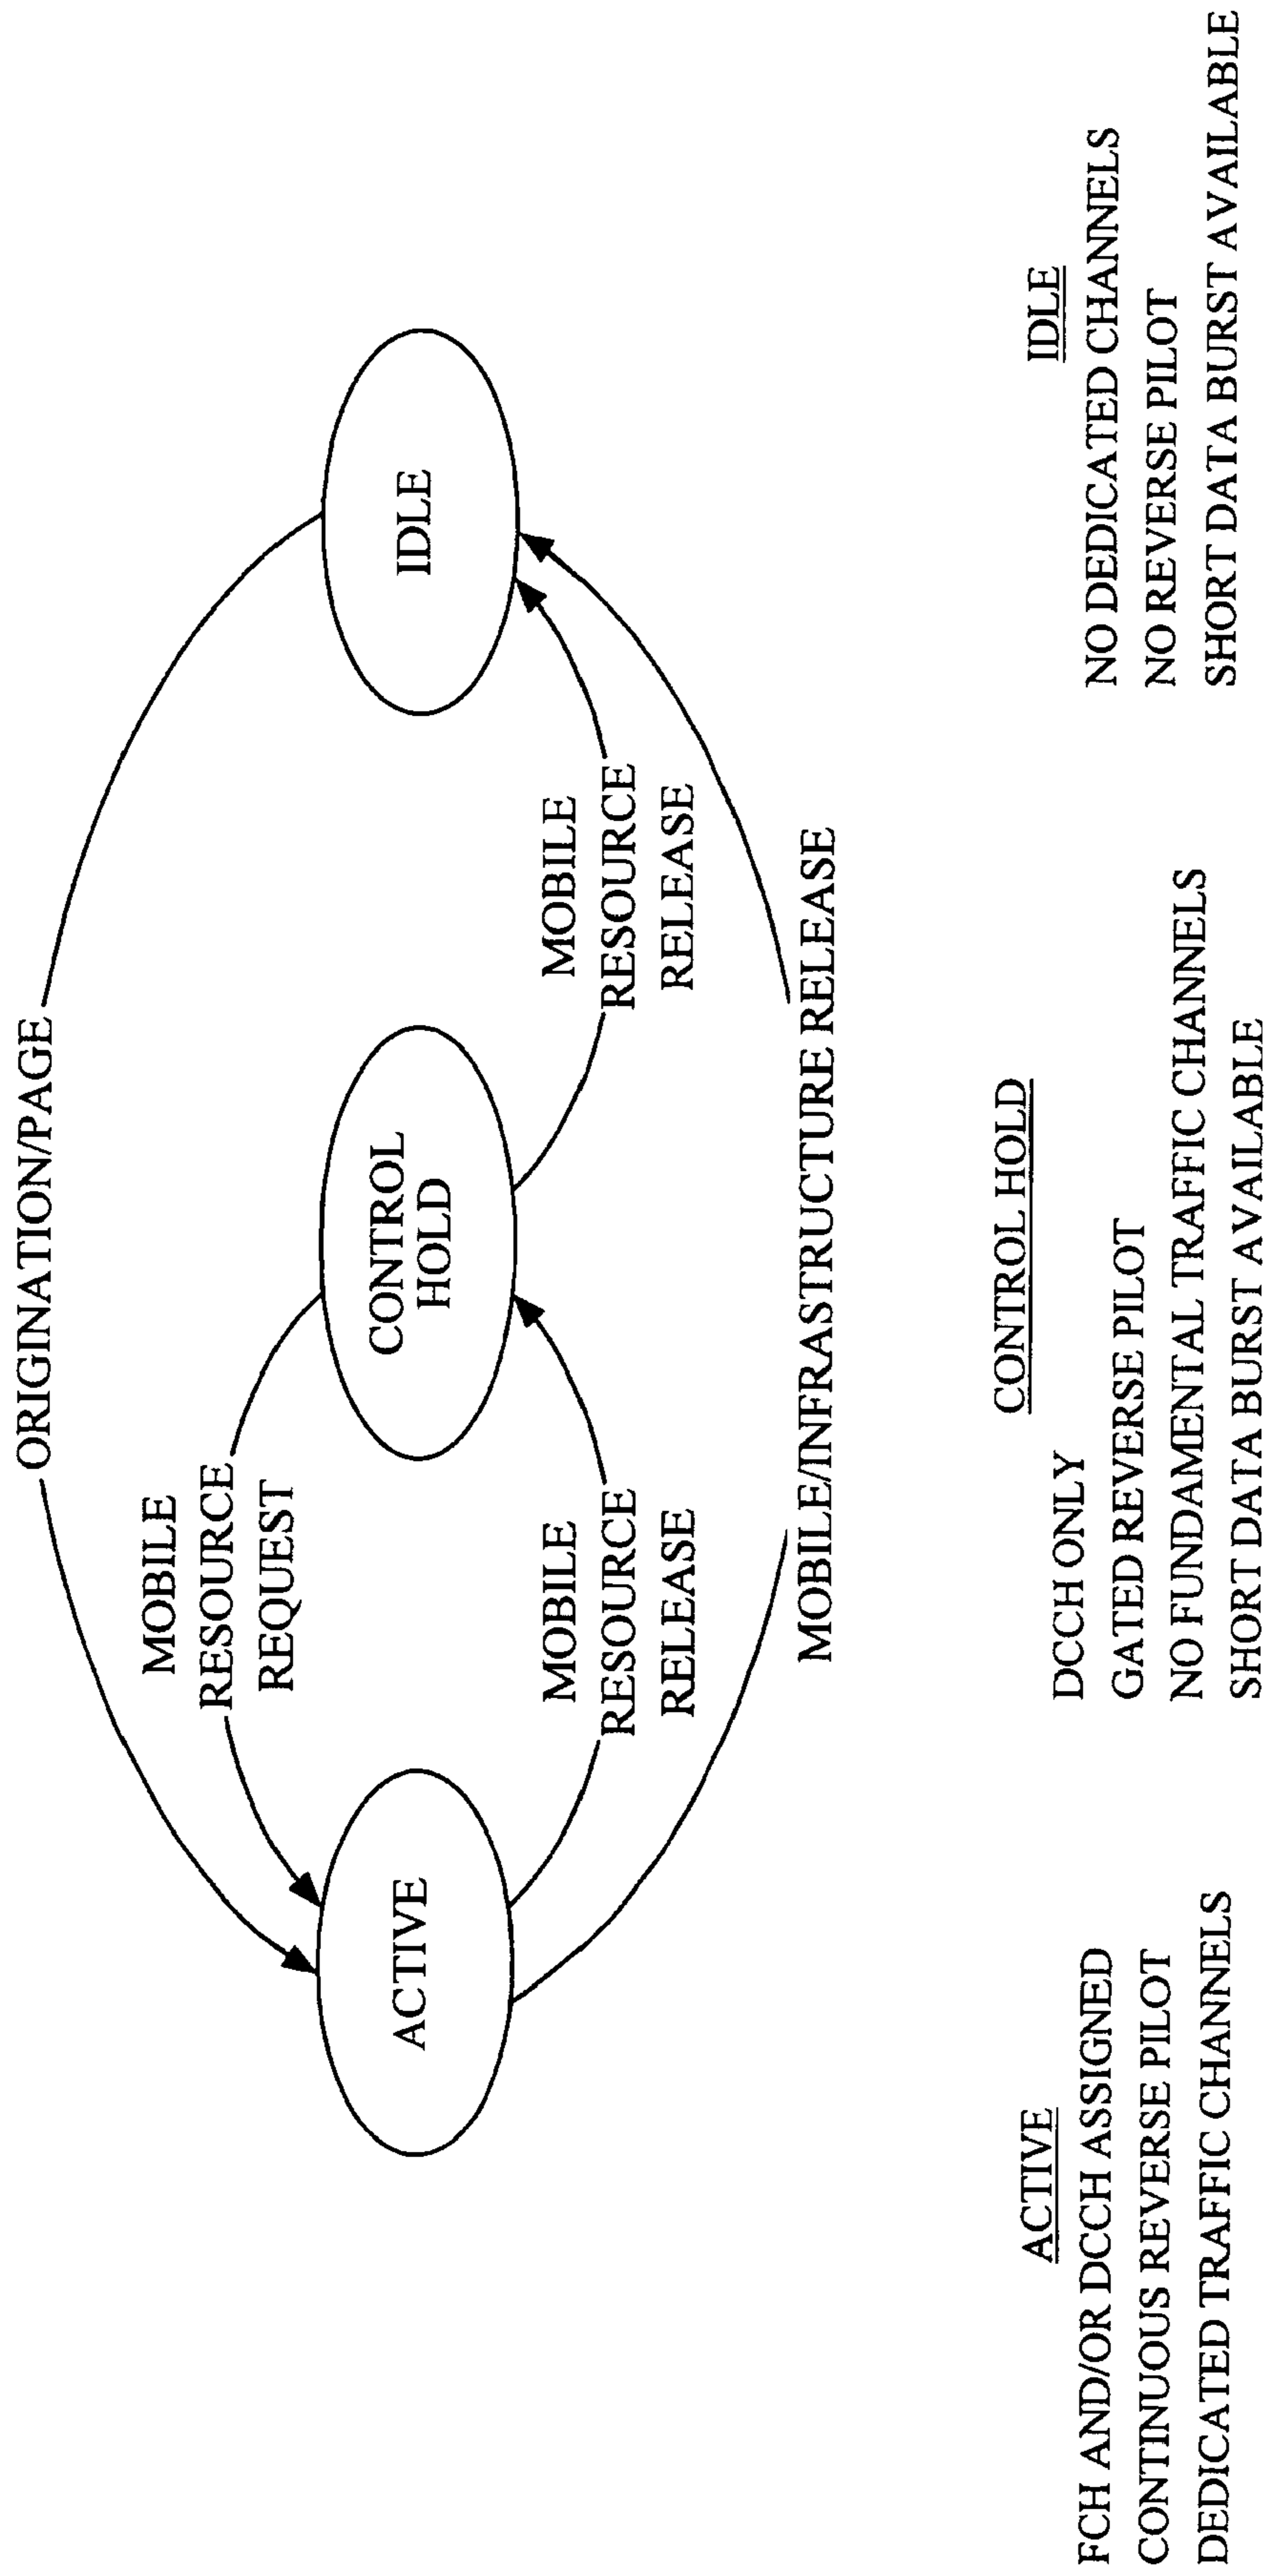 ORIGINATION/PAGE
MOBILE
RESOURCE
REQUEST
ACTIVE
CONTROL
HOLD
IDLE
MOBILE
RESOURCE
RELEASE
MOBILE
RESOURCE
RELEASE
MOBILE/INFRASTRUCTURE RELEASE
ACTIVE
FCH AND/OR DCCH ASSIGNED
CONTINUOUS REVERSE PILOT
DEDICATED TRAFFIC CHANNELS
CONTROL HOLD
DCCH ONLY
GATED REVERSE PILOT
NO FUNDAMENTAL TRAFFIC CHANNELS
SHORT DATA BURST AVAILABLE
IDLE
NO DEDICATED CHANNELS
NO REVERSE PILOT
SHORT DATA BURST AVAILABLE